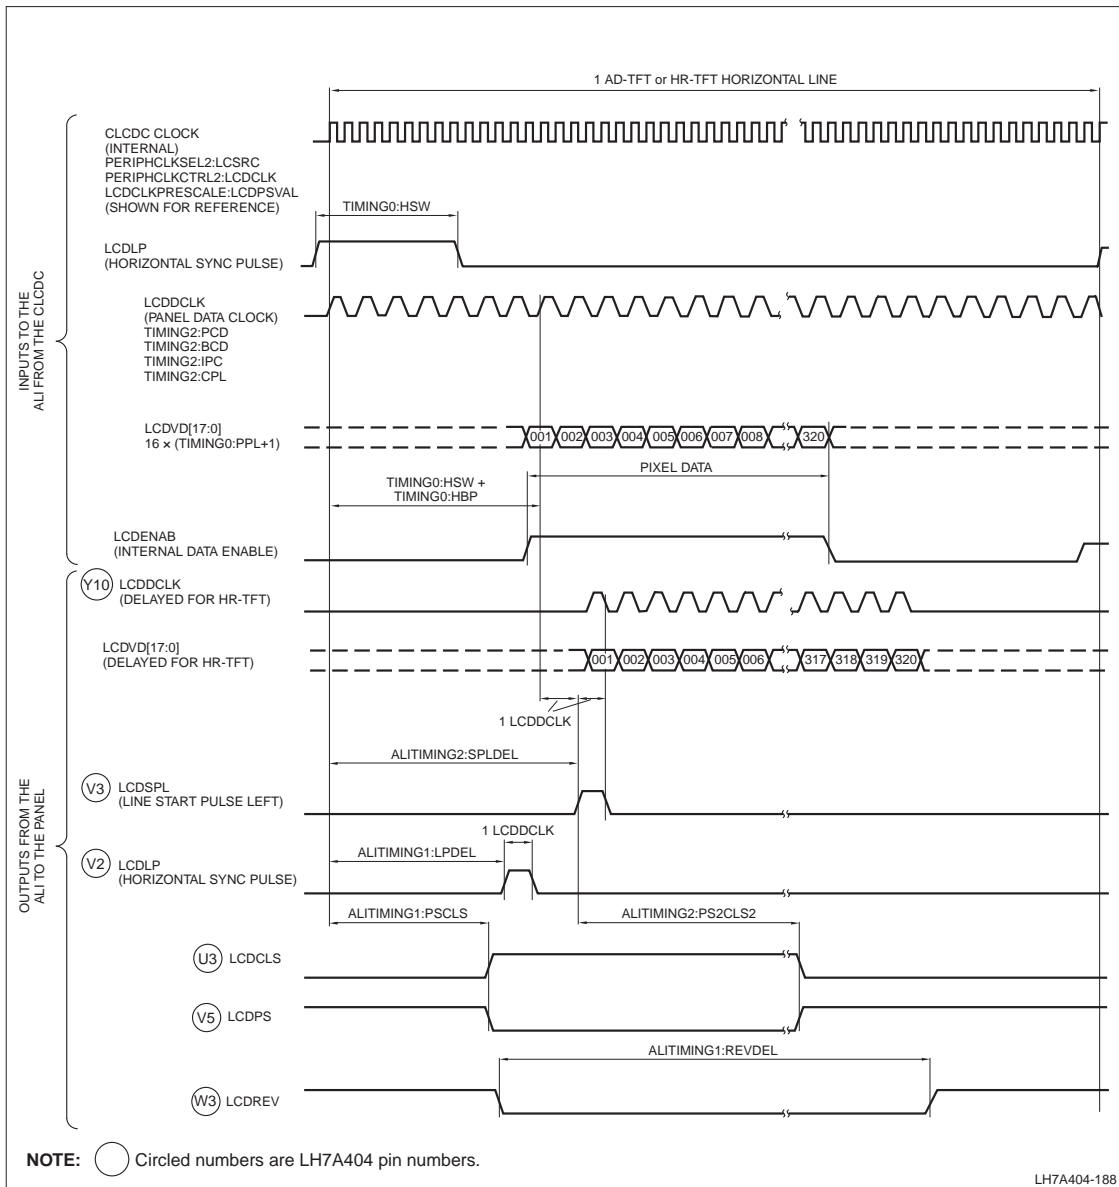 1 AD-TFT or HR-TFT HORIZONTAL LINE
INPUTS TO THE
ALI FROM THE CLCDC
CLCDC CLOCK
(INTERNAL)
PERIPHCLKSEL2:LCSRC
PERIPHCLKCTRL2:LCDCLK
LCDCLKPRESCALE:LCDPSVAL
(SHOWN FOR REFERENCE)
TIMING0:HSW
LCDLP
(HORIZONTAL SYNC PULSE)
LCDDCLK
(PANEL DATA CLOCK)
TIMING2:PCD
TIMING2:BCD
TIMING2:IPC
TIMING2:CPL
LCDVD[17:0]
16 × (TIMING0:PPL+1)
001 002 003 004 005 006 007 008 320
PIXEL DATA
TIMING0:HSW +
TIMING0:HBP
LCDENAB
(INTERNAL DATA ENABLE)
OUTPUTS FROM THE
ALI TO THE PANEL
Y10 LCDDCLK
(DELAYED FOR HR-TFT)
LCDVD[17:0]
(DELAYED FOR HR-TFT)
001 002 003 004 005 006 317 318 319 320
1 LCDDCLK
ALITIMING2:SPLDEL
V3 LCDSPL
(LINE START PULSE LEFT)
1 LCDDCLK
ALITIMING1:LPDEL
V2 LCDLP
(HORIZONTAL SYNC PULSE)
ALITIMING1:PSCLS
ALITIMING2:PS2CLS2
U3 LCDCLS
V5 LCDPS
ALITIMING1:REVDEL
W3 LCDREV
NOTE: Circled numbers are LH7A404 pin numbers.
LH7A404-188